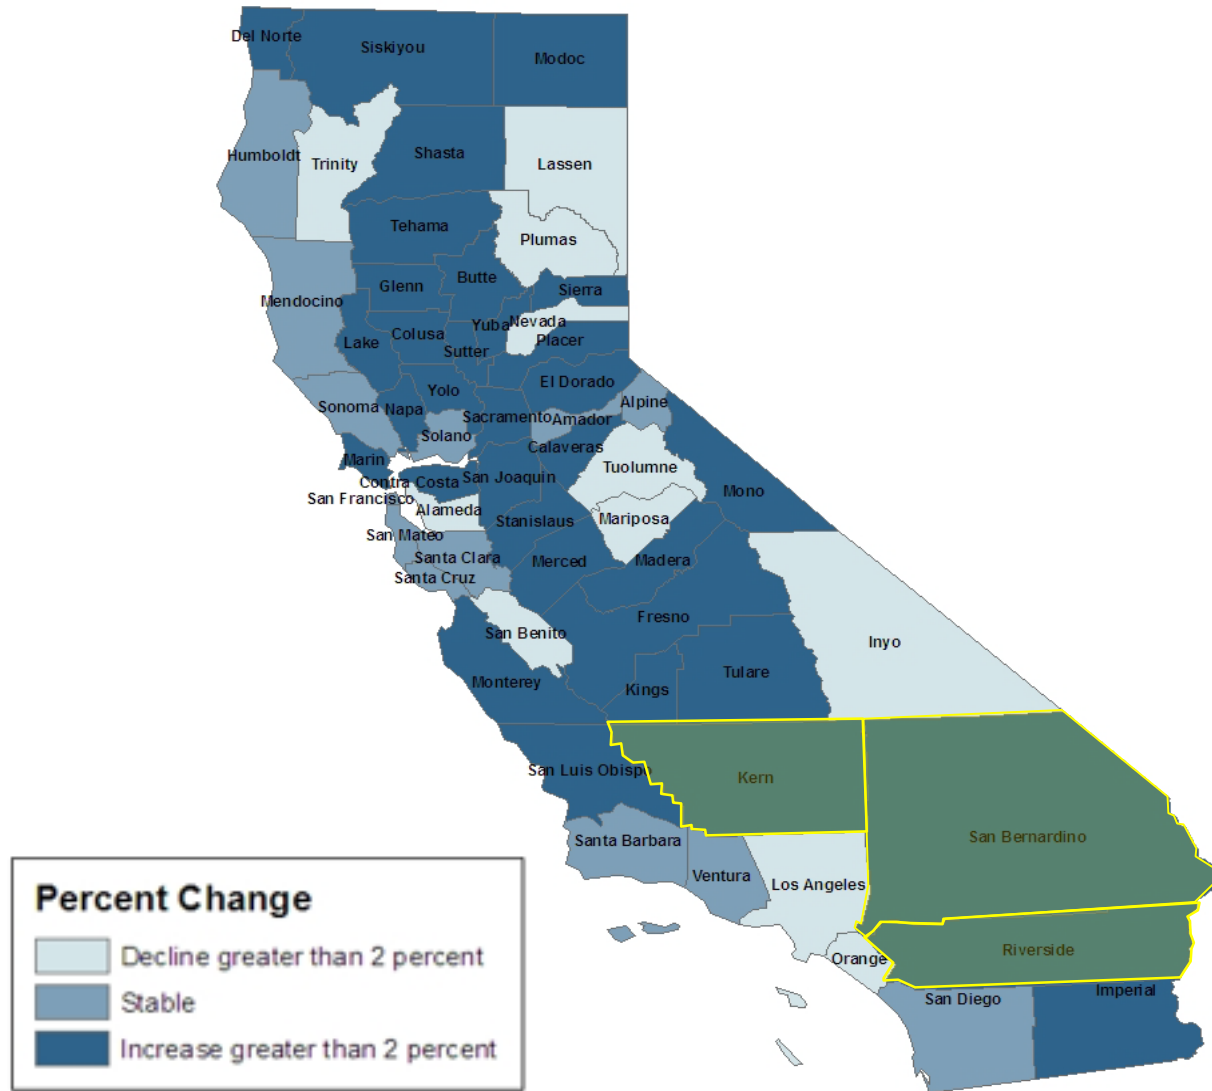 Del Norte
Siskiyou
Modoc
Humboldt
Trinity
Shasta
Lassen
Tehama
Plumas
Mendocino
Glenn
Butte
Sierra
Lake
Colusa
Sutter
Yuba
Nevada
Placer
Sonoma
Napa
Yolo
El Dorado
Sacramento
Amador
Alpine
Solano
Calaveras
Marin
Contra Costa
San Joaquin
Tuolumne
Mono
San Francisco
Alameda
Stanislaus
Mariposa
San Mateo
Santa Clara
Merced
Madera
Santa Cruz
Fresno
San Benito
Inyo
Monterey
Kings
Tulare
San Luis Obispo
Kern
San Bernardino
Santa Barbara
Ventura
Los Angeles
Orange
Riverside
San Diego
Imperial
Percent Change
Decline greater than 2 percent
Stable
Increase greater than 2 percent